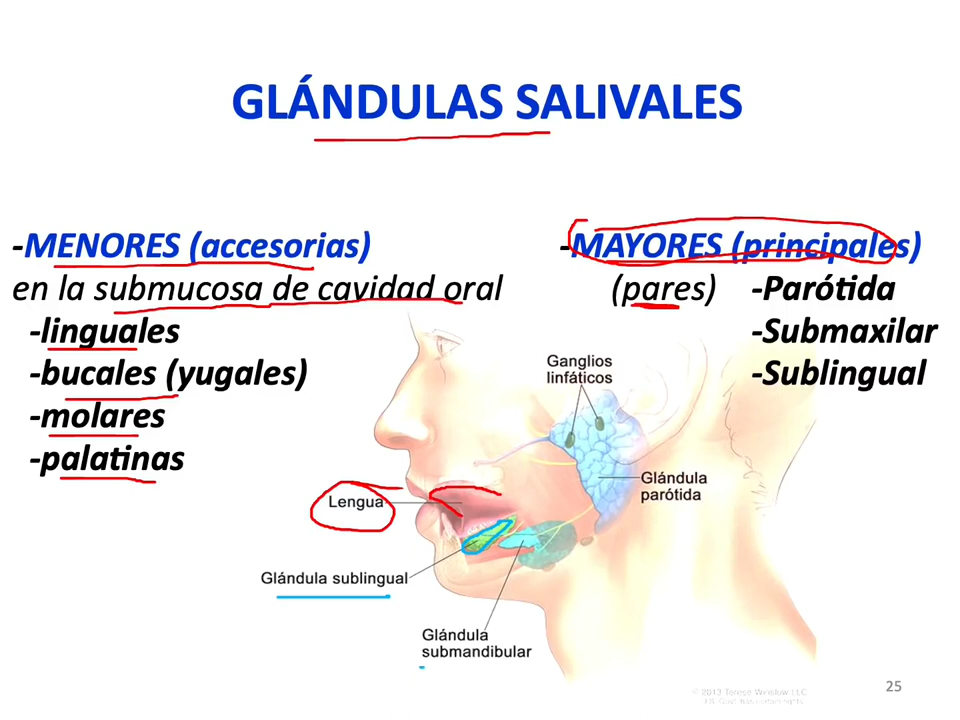 GLÁNDULAS SALIVALES
-MENORES (accesorias)
en la submucosa de cavidad oral
-linguales
-bucales (yugales)
-molares
-palatinas
-MAYORES (principales)
(pares) -Parótida
-Submaxilar
-Sublingual
Ganglios
linfáticos
Glándula
parótida
Lengua
Glándula sublingual
Glándula
submandibular
© 2013 Terese Winslow LLC
25